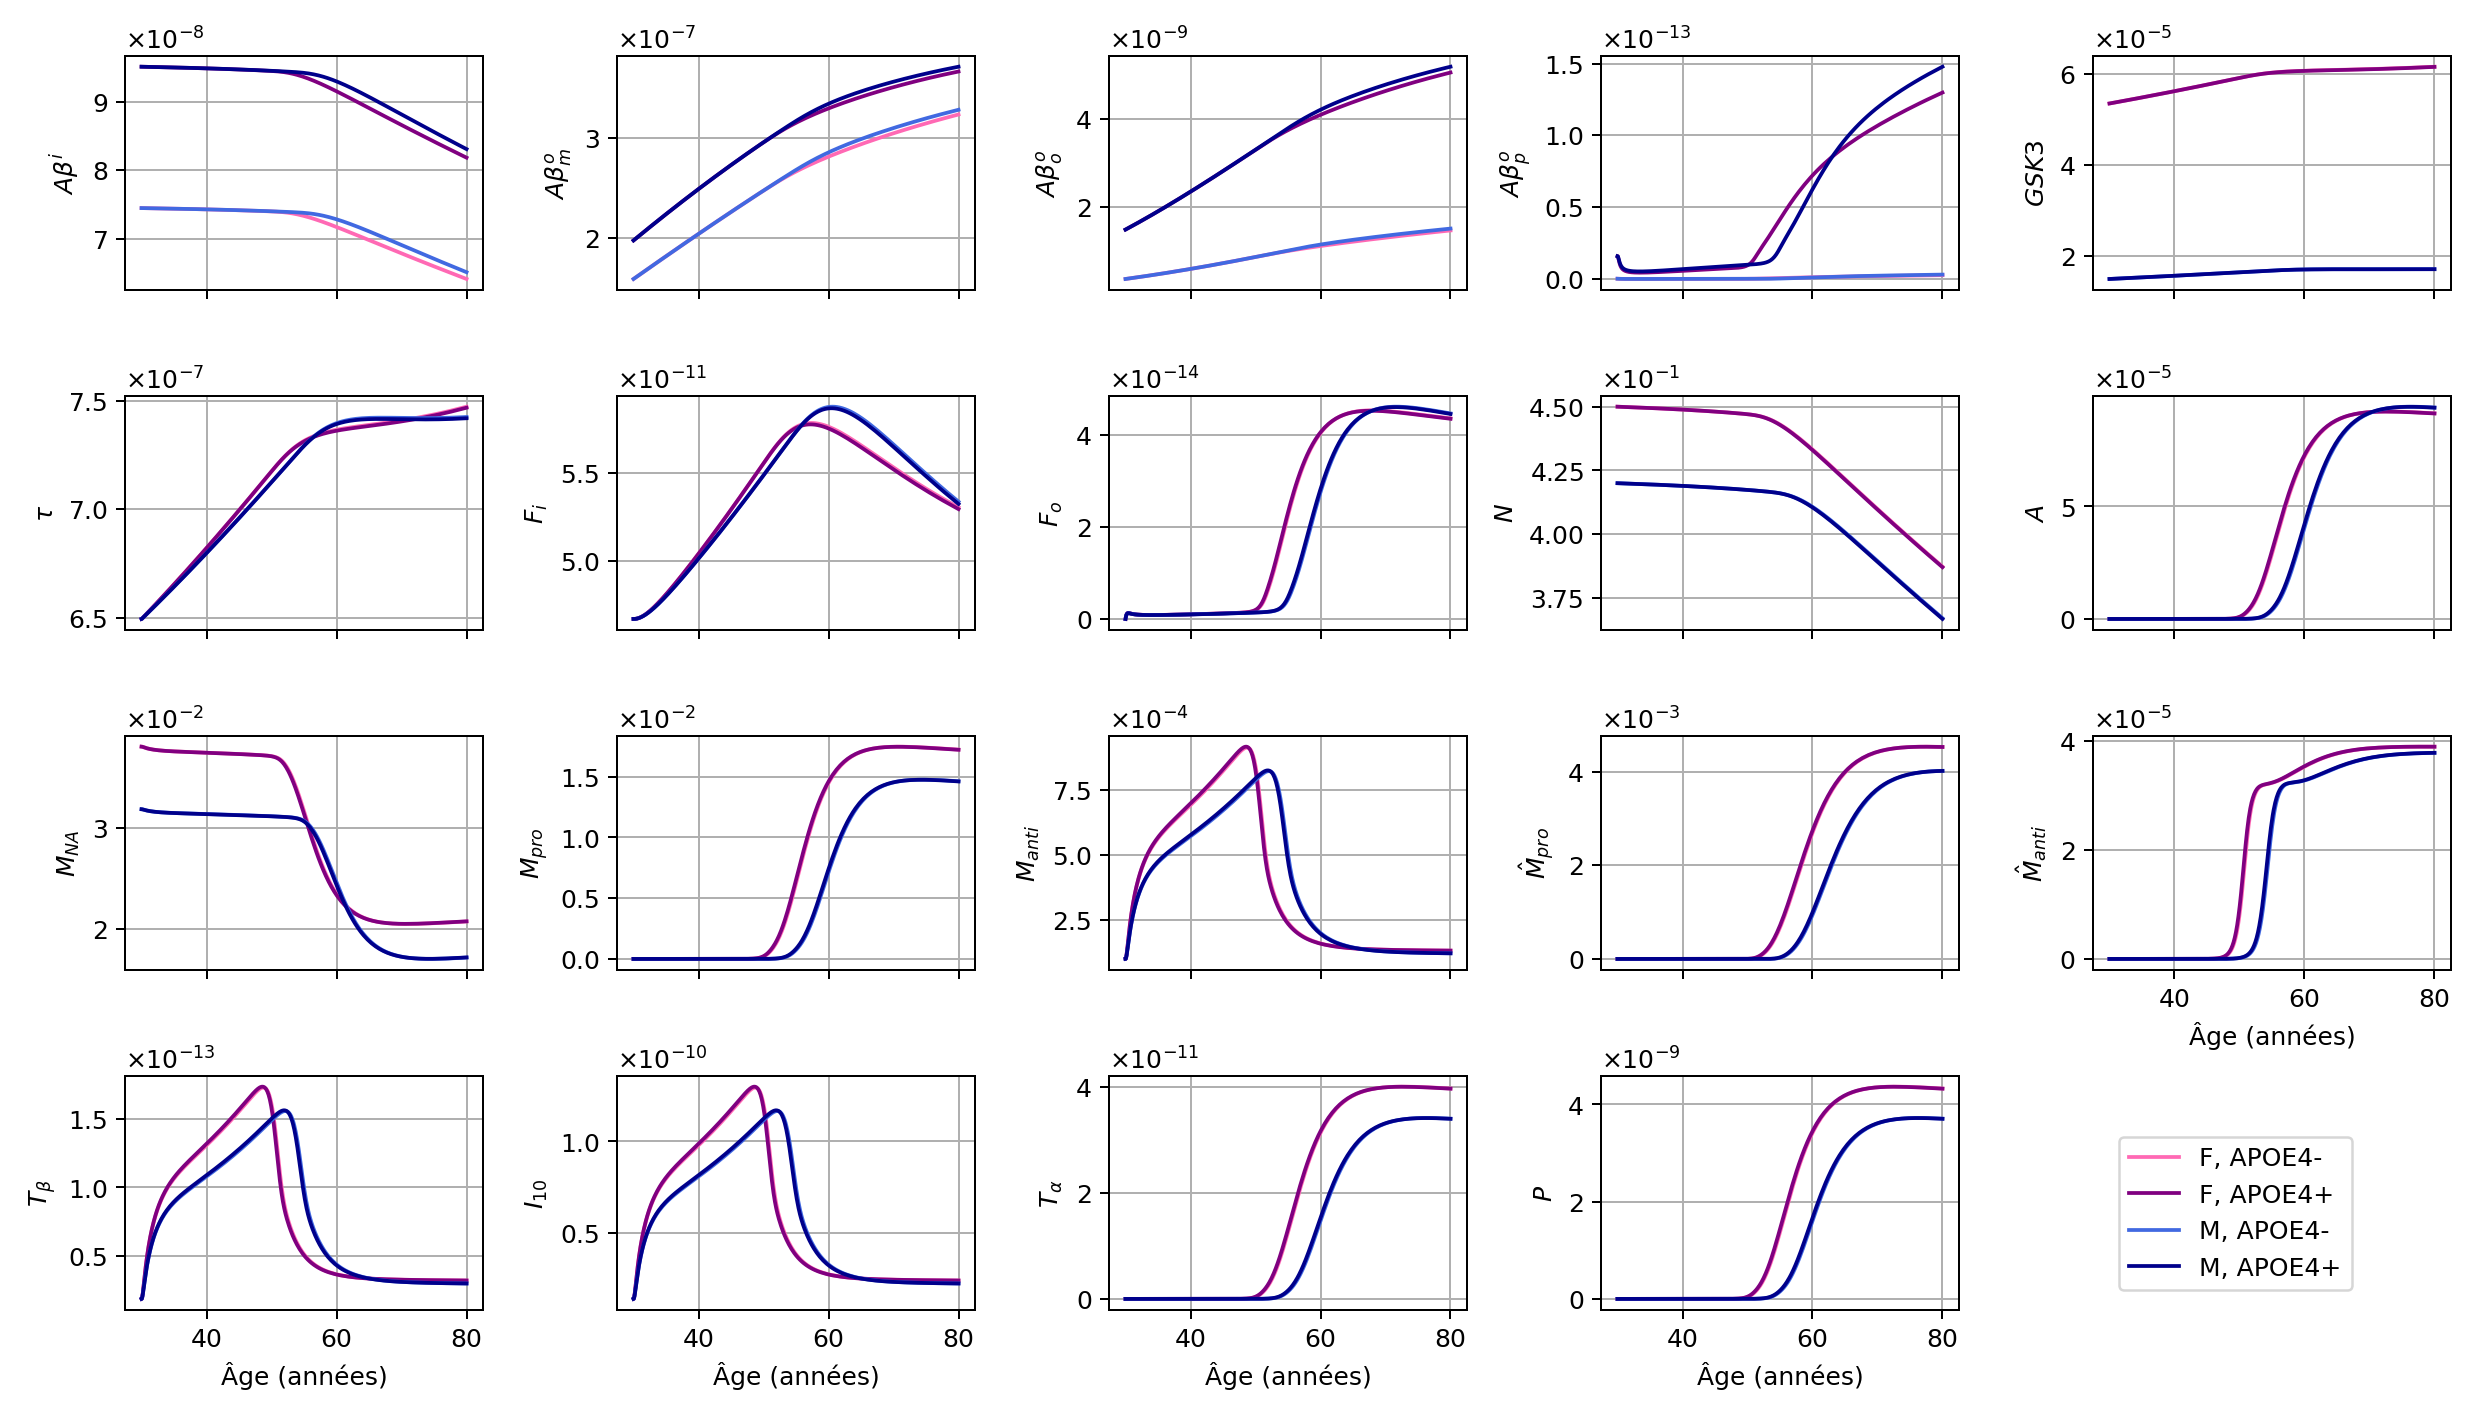 ×10⁻⁸ ×10⁻⁷ ×10⁻⁹ ×10⁻¹³ ×10⁻⁵
Aβⁱ 9 8 7
Aβₘᵒ 3 2
Aβₒᵒ 4 2
Aβₚᵒ 1.5 1.0 0.5 0.0
GSK3 6 4 2
×10⁻⁷ ×10⁻¹¹ ×10⁻¹⁴ ×10⁻¹ ×10⁻⁵
τ 7.5 7.0 6.5
Fᵢ 5.5 5.0
Fₒ 4 2 0
N 4.50 4.25 4.00 3.75
A 5 0
×10⁻² ×10⁻² ×10⁻⁴ ×10⁻³ ×10⁻⁵
M_NA 3 2
M_pro 1.5 1.0 0.5 0.0
M_anti 7.5 5.0 2.5
M̂_pro 4 2 0
M̂_anti 4 2 0
40 60 80
Âge (années)
×10⁻¹³ ×10⁻¹⁰ ×10⁻¹¹ ×10⁻⁹
T_β 1.5 1.0 0.5
I₁₀ 1.0 0.5
T_α 4 2 0
P 4 2 0
40 60 80 40 60 80 40 60 80 40 60 80
Âge (années) Âge (années) Âge (années) Âge (années)
F, APOE4-
F, APOE4+
M, APOE4-
M, APOE4+